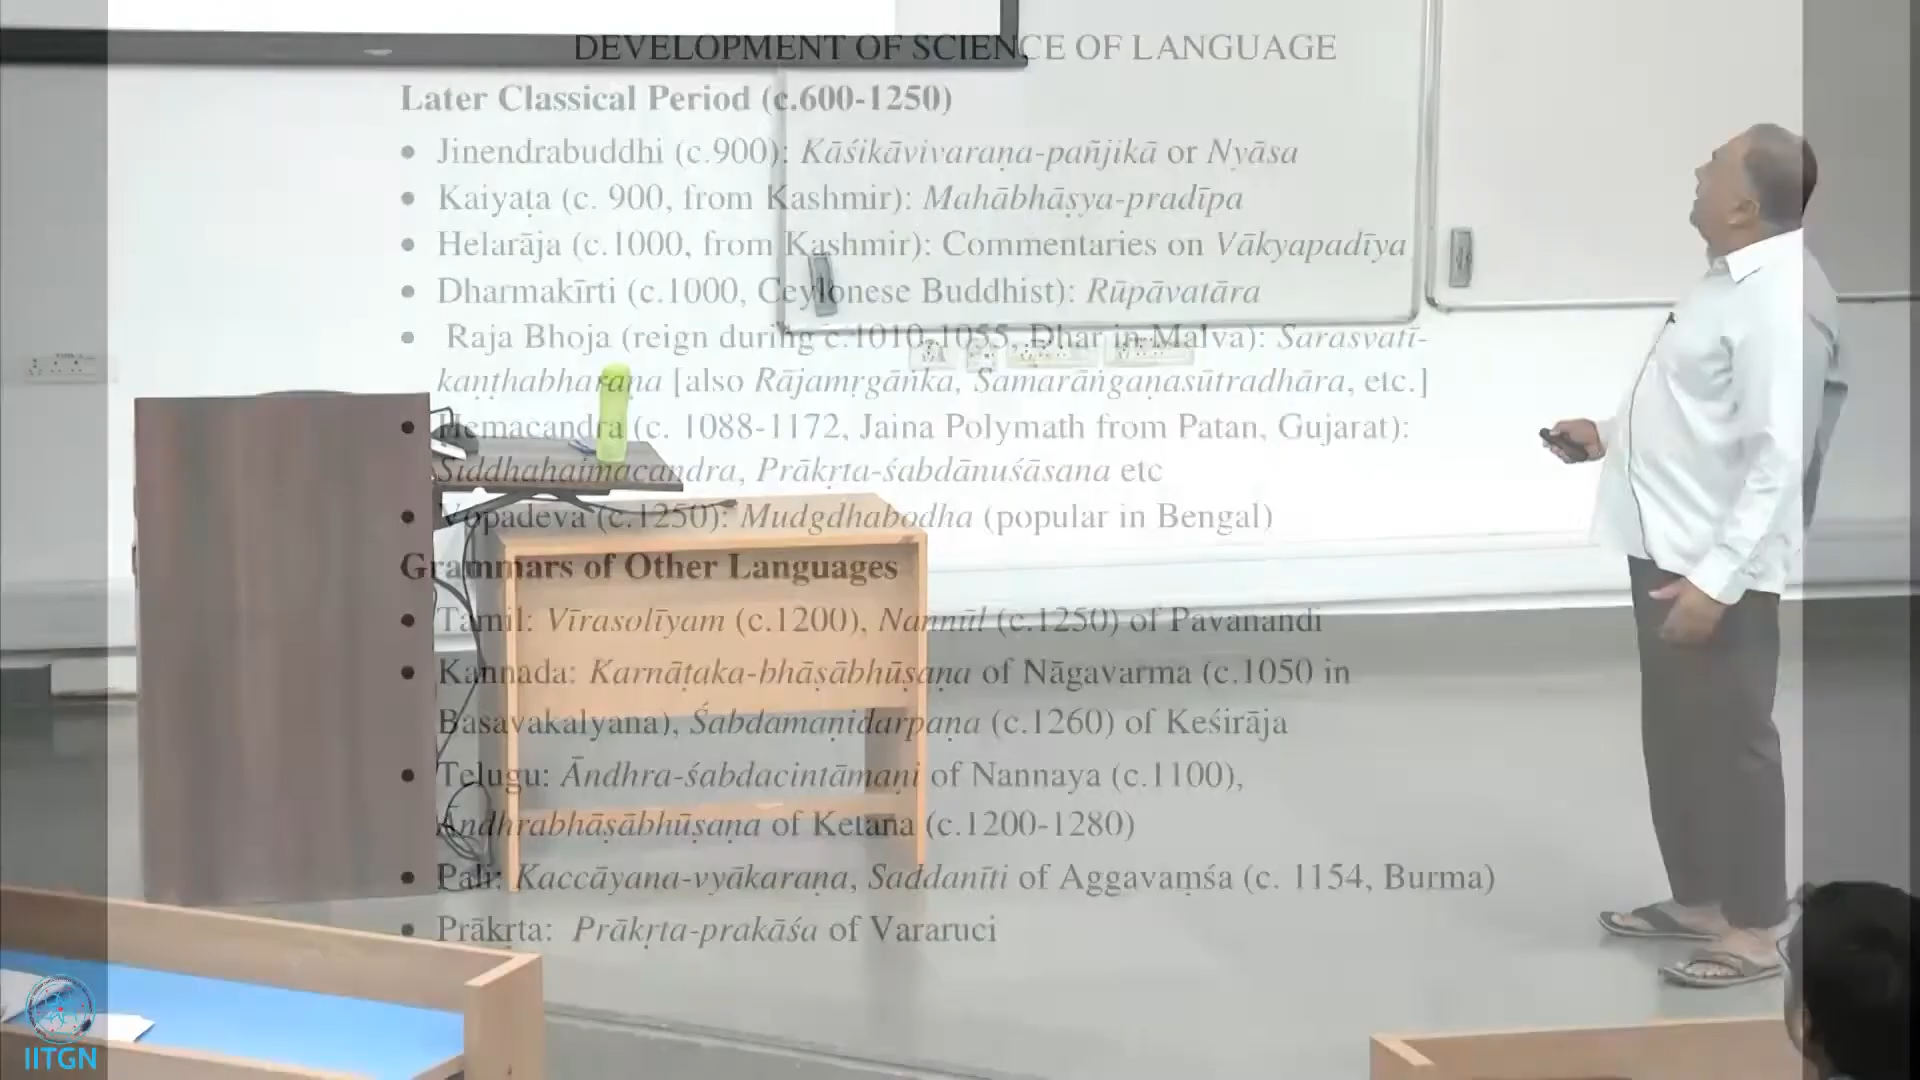 DEVELOPMENT OF SCIENCE OF LANGUAGE
Later Classical Period (c.600-1250)
• Jinendrabuddhi (c.900): Kāśikāvivaraṇa-pañjikā or Nyāsa
• Kaiyaṭa (c. 900, from Kashmir): Mahābhāṣya-pradīpa
• Helarāja (c.1000, from Kashmir): Commentaries on Vākyapadīya
• Dharmakīrti (c.1000, Ceylonese Buddhist): Rūpāvatāra
• Raja Bhoja (reign during c.1010-1055, Dhar in Malva): Sarasvatī-
kaṇṭhabharaṇa [also Rājamṛgāṅka, Samarāṅgaṇasūtradhāra, etc.]
• Hemacandra (c. 1088-1172, Jaina Polymath from Patan, Gujarat):
Siddhahaimacandra, Prākṛta-śabdānuśāsana etc
• Vopadeva (c.1250): Mudgdhabodha (popular in Bengal)
Grammars of Other Languages
• Tamil: Vīrasolīyam (c.1200), Nannūl (c.1250) of Pavanandi
• Kannada: Karnāṭaka-bhāṣābhūṣaṇa of Nāgavarma (c.1050 in
Basavakalyana), Śabdamaṇidarpaṇa (c.1260) of Keśirāja
• Telugu: Āndhra-śabdacintāmaṇi of Nannaya (c.1100),
Āndhrabhāṣābhūṣaṇa of Ketana (c.1200-1280)
• Pali: Kaccāyana-vyākaraṇa, Saddanīti of Aggavaṃśa (c. 1154, Burma)
• Prākṛta: Prākṛta-prakāśa of Vararuci
IITGN